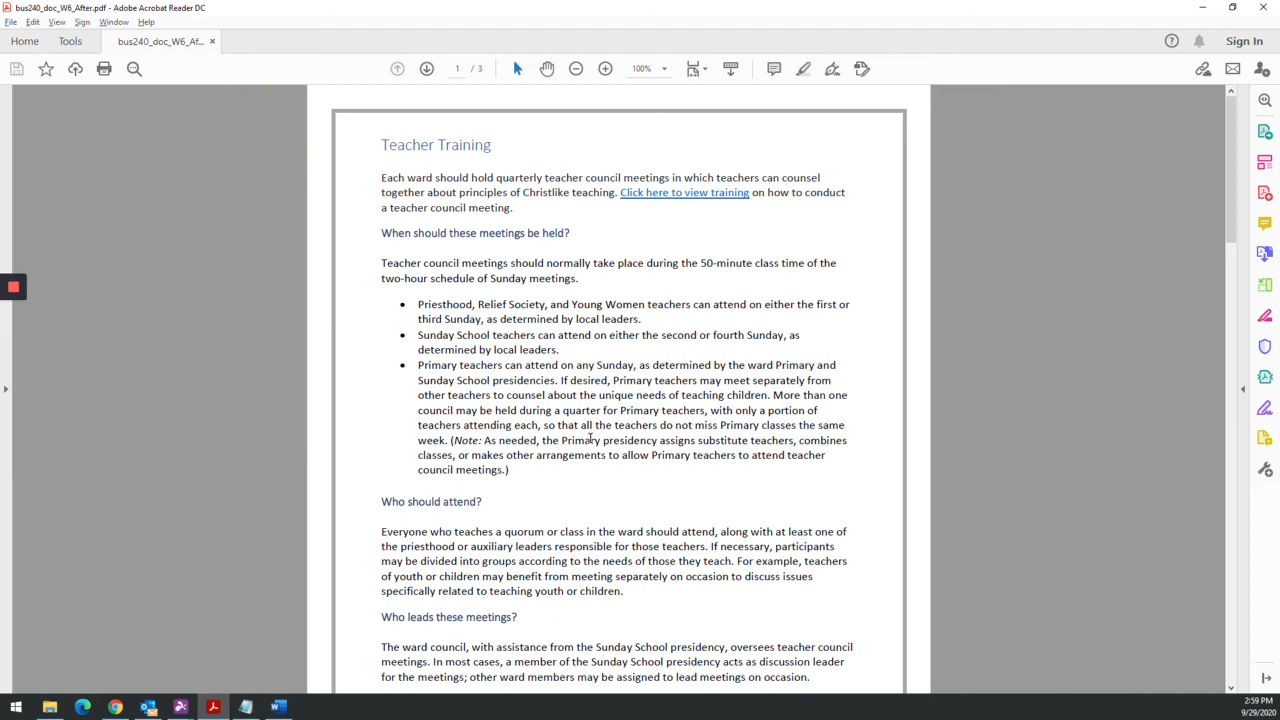 bus240_doc_W6_After.pdf - Adobe Acrobat Reader DC
File Edit View Sign Window Help
Home Tools bus240_doc_W6_Af... × Sign In
1 / 3 100%
Teacher Training
Each ward should hold quarterly teacher council meetings in which teachers can counsel
together about principles of Christlike teaching. Click here to view training on how to conduct
a teacher council meeting.
When should these meetings be held?
Teacher council meetings should normally take place during the 50-minute class time of the
two-hour schedule of Sunday meetings.
• Priesthood, Relief Society, and Young Women teachers can attend on either the first or
third Sunday, as determined by local leaders.
• Sunday School teachers can attend on either the second or fourth Sunday, as
determined by local leaders.
• Primary teachers can attend on any Sunday, as determined by the ward Primary and
Sunday School presidencies. If desired, Primary teachers may meet separately from
other teachers to counsel about the unique needs of teaching children. More than one
council may be held during a quarter for Primary teachers, with only a portion of
teachers attending each, so that all the teachers do not miss Primary classes the same
week. (Note: As needed, the Primary presidency assigns substitute teachers, combines
classes, or makes other arrangements to allow Primary teachers to attend teacher
council meetings.)
Who should attend?
Everyone who teaches a quorum or class in the ward should attend, along with at least one of
the priesthood or auxiliary leaders responsible for those teachers. If necessary, participants
may be divided into groups according to the needs of those they teach. For example, teachers
of youth or children may benefit from meeting separately on occasion to discuss issues
specifically related to teaching youth or children.
Who leads these meetings?
The ward council, with assistance from the Sunday School presidency, oversees teacher council
meetings. In most cases, a member of the Sunday School presidency acts as discussion leader
for the meetings; other ward members may be assigned to lead meetings on occasion.
2:59 PM
9/29/2020